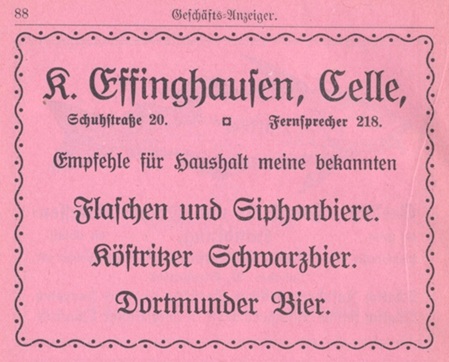 88 Geschäfts-Anzeiger.
K. Effinghausen, Celle,
Schuhstraße 20. Fernsprecher 218.
Empfehle für Haushalt meine bekannten
Flaschen und Siphonbiere.
Köstritzer Schwarzbier.
Dortmunder Bier.